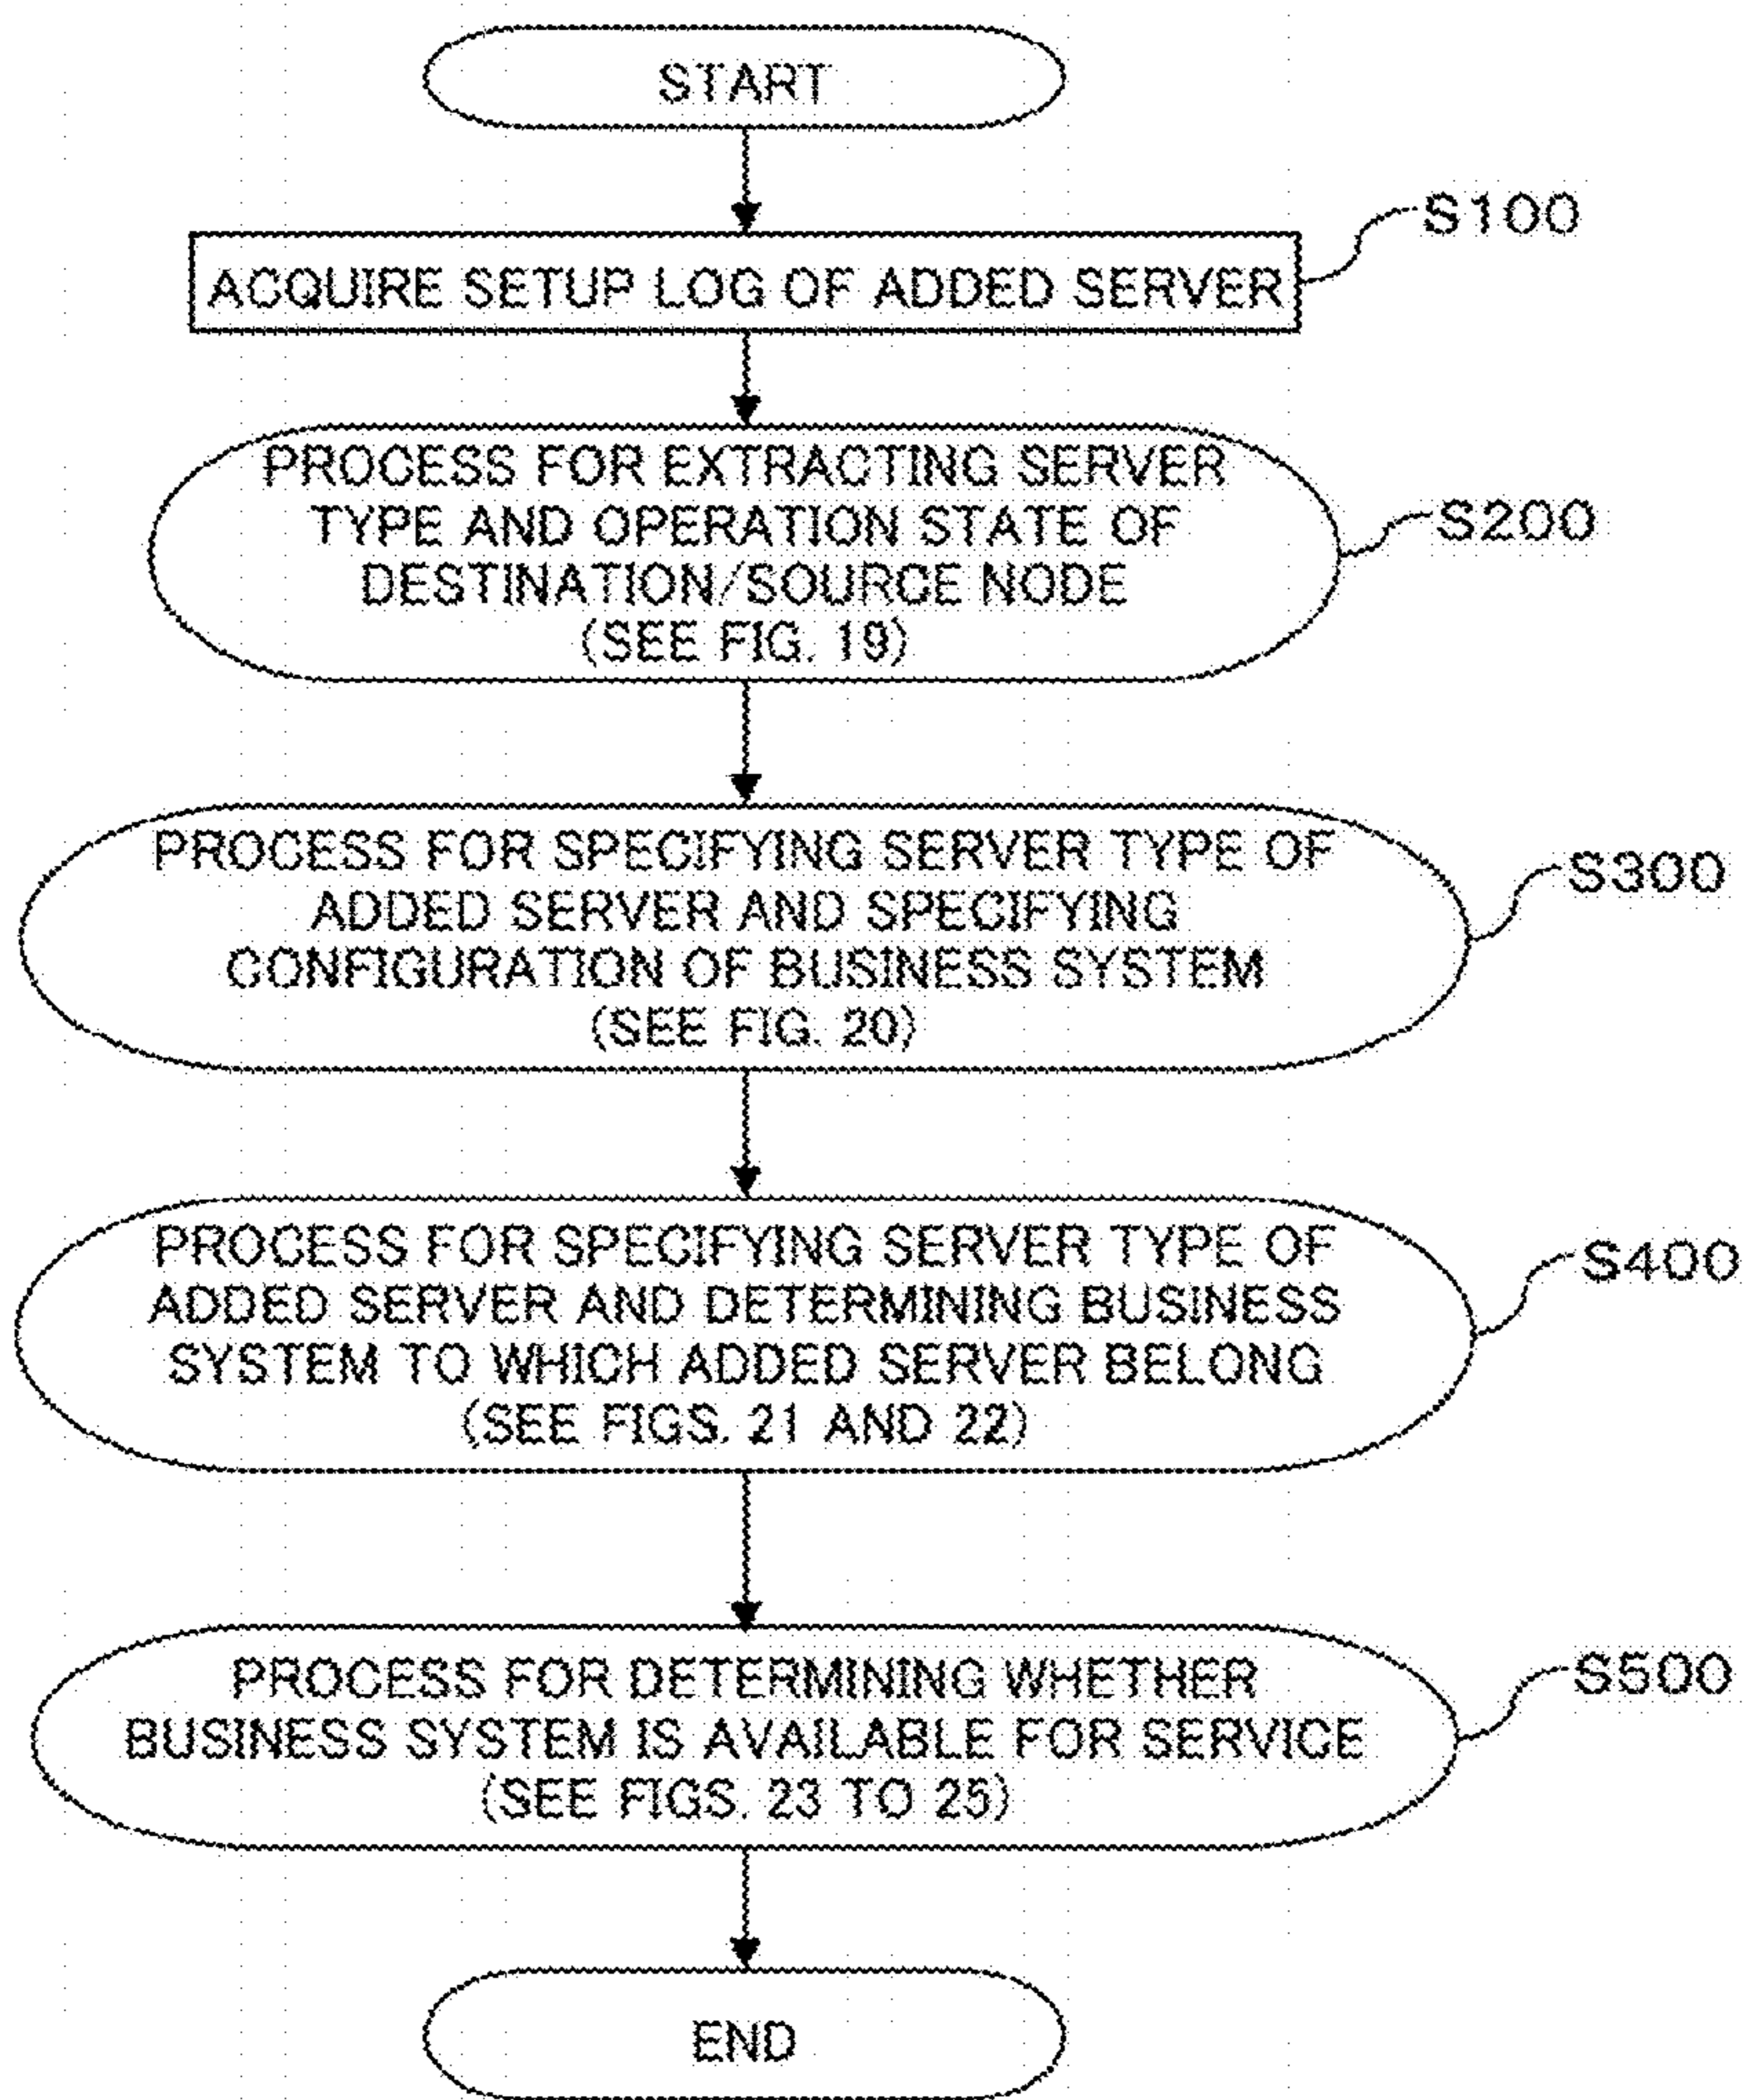 START
S100
ACQUIRE SETUP LOG OF ADDED SERVER
PROCESS FOR EXTRACTING SERVER
TYPE AND OPERATION STATE OF
DESTINATION/SOURCE NODE
(SEE FIG. 19)
S200
PROCESS FOR SPECIFYING SERVER TYPE OF
ADDED SERVER AND SPECIFYING
CONFIGURATION OF BUSINESS SYSTEM
(SEE FIG. 20)
S300
PROCESS FOR SPECIFYING SERVER TYPE OF
ADDED SERVER AND DETERMINING BUSINESS
SYSTEM TO WHICH ADDED SERVER BELONG
(SEE FIGS. 21 AND 22)
S400
PROCESS FOR DETERMINING WHETHER
BUSINESS SYSTEM IS AVAILABLE FOR SERVICE
(SEE FIGS. 23 TO 25)
S500
END